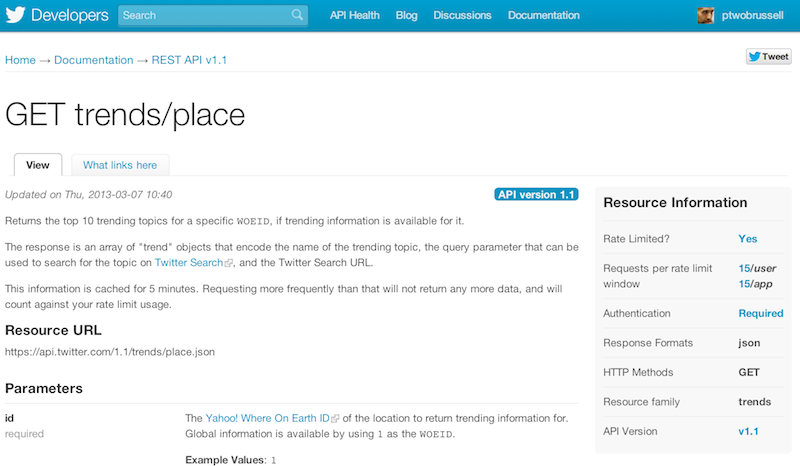 Developers Search API Health Blog Discussions Documentation ptwobrussell
Home → Documentation → REST API v1.1 Tweet
GET trends/place
View What links here
Updated on Thu, 2013-03-07 10:40 API version 1.1
Returns the top 10 trending topics for a specific WOEID, if trending information is available for it.
The response is an array of "trend" objects that encode the name of the trending topic, the query parameter that can be
used to search for the topic on Twitter Search, and the Twitter Search URL.
This information is cached for 5 minutes. Requesting more frequently than that will not return any more data, and will
count against your rate limit usage.
Resource URL
https://api.twitter.com/1.1/trends/place.json
Parameters
id
required
The Yahoo! Where On Earth ID of the location to return trending information for.
Global information is available by using 1 as the WOEID.
Example Values: 1
Resource Information
Rate Limited? Yes
Requests per rate limit 15/user
window 15/app
Authentication Required
Response Formats json
HTTP Methods GET
Resource family trends
API Version v1.1